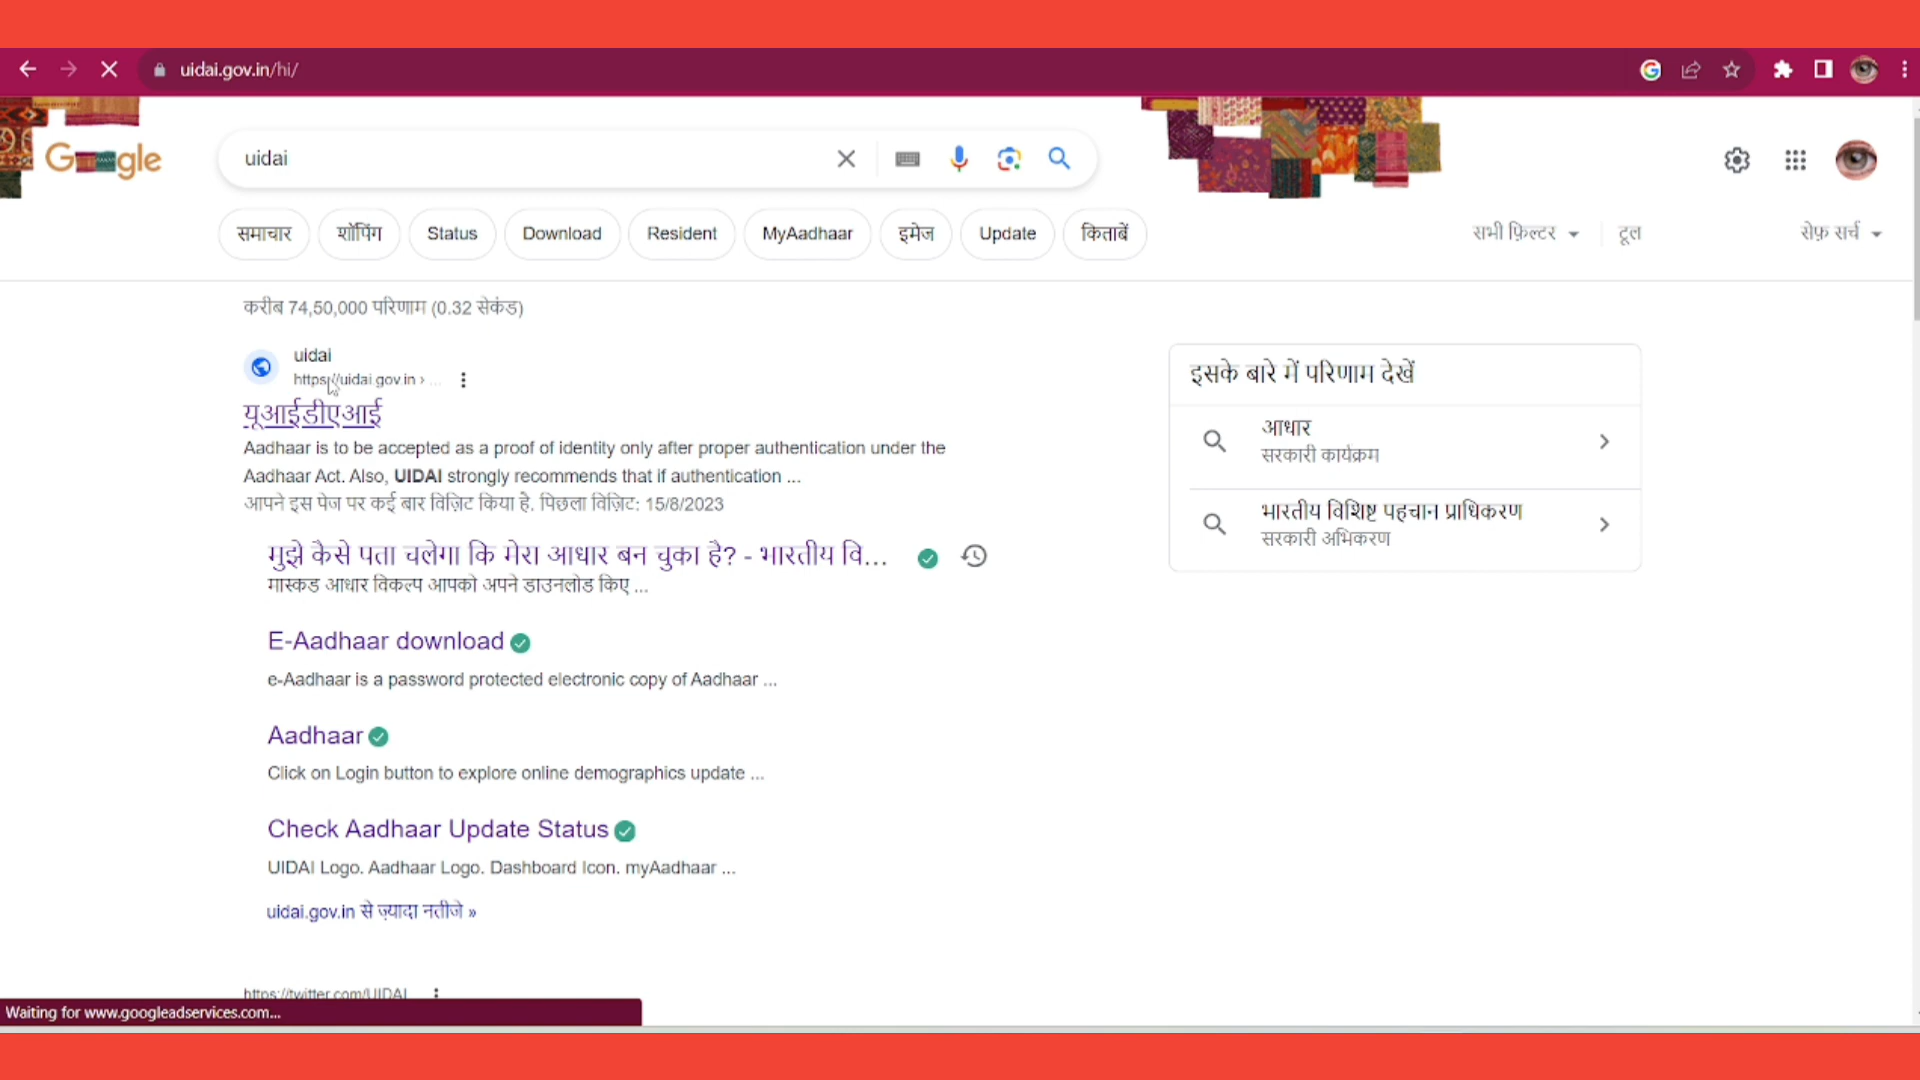 uidai.gov.in/hi/
Google
uidai
समाचार
शॉपिंग
Status
Download
Resident
MyAadhaar
इमेज
Update
किताबें
सभी फ़िल्टर
टूल
सेफ़ सर्च
करीब 74,50,000 परिणाम (0.32 सेकंड)
uidai
https://uidai.gov.in › ...
यूआईडीएआई
Aadhaar is to be accepted as a proof of identity only after proper authentication under the
Aadhaar Act. Also, UIDAI strongly recommends that if authentication ...
आपने इस पेज पर कई बार विज़िट किया है. पिछला विज़िट: 15/8/2023
मुझे कैसे पता चलेगा कि मेरा आधार बन चुका है? - भारतीय वि...
मास्कड आधार विकल्प आपको अपने डाउनलोड किए ...
E-Aadhaar download
e-Aadhaar is a password protected electronic copy of Aadhaar ...
Aadhaar
Click on Login button to explore online demographics update ...
Check Aadhaar Update Status
UIDAI Logo. Aadhaar Logo. Dashboard Icon. myAadhaar ...
uidai.gov.in से ज़्यादा नतीजे »
https://twitter.com/UIDAI
इसके बारे में परिणाम देखें
आधार
सरकारी कार्यक्रम
भारतीय विशिष्ट पहचान प्राधिकरण
सरकारी अभिकरण
Waiting for www.googleadservices.com...